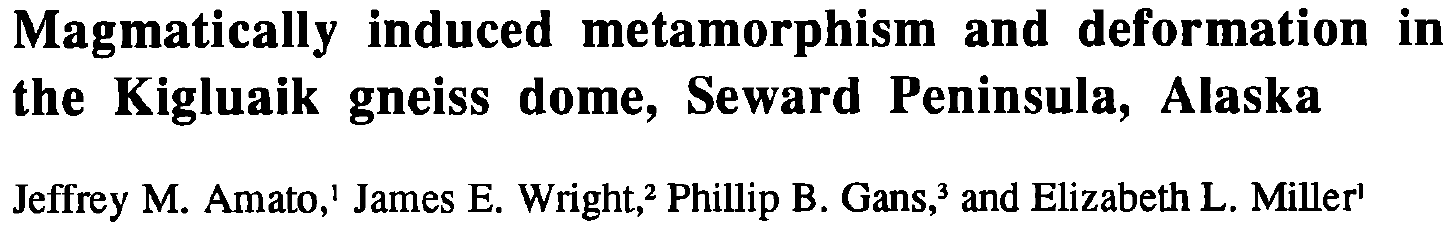 Magmatically induced metamorphism and deformation in
the Kigluaik gneiss dome, Seward Peninsula, Alaska
Jeffrey M. Amato,¹ James E. Wright,² Phillip B. Gans,³ and Elizabeth L. Miller¹